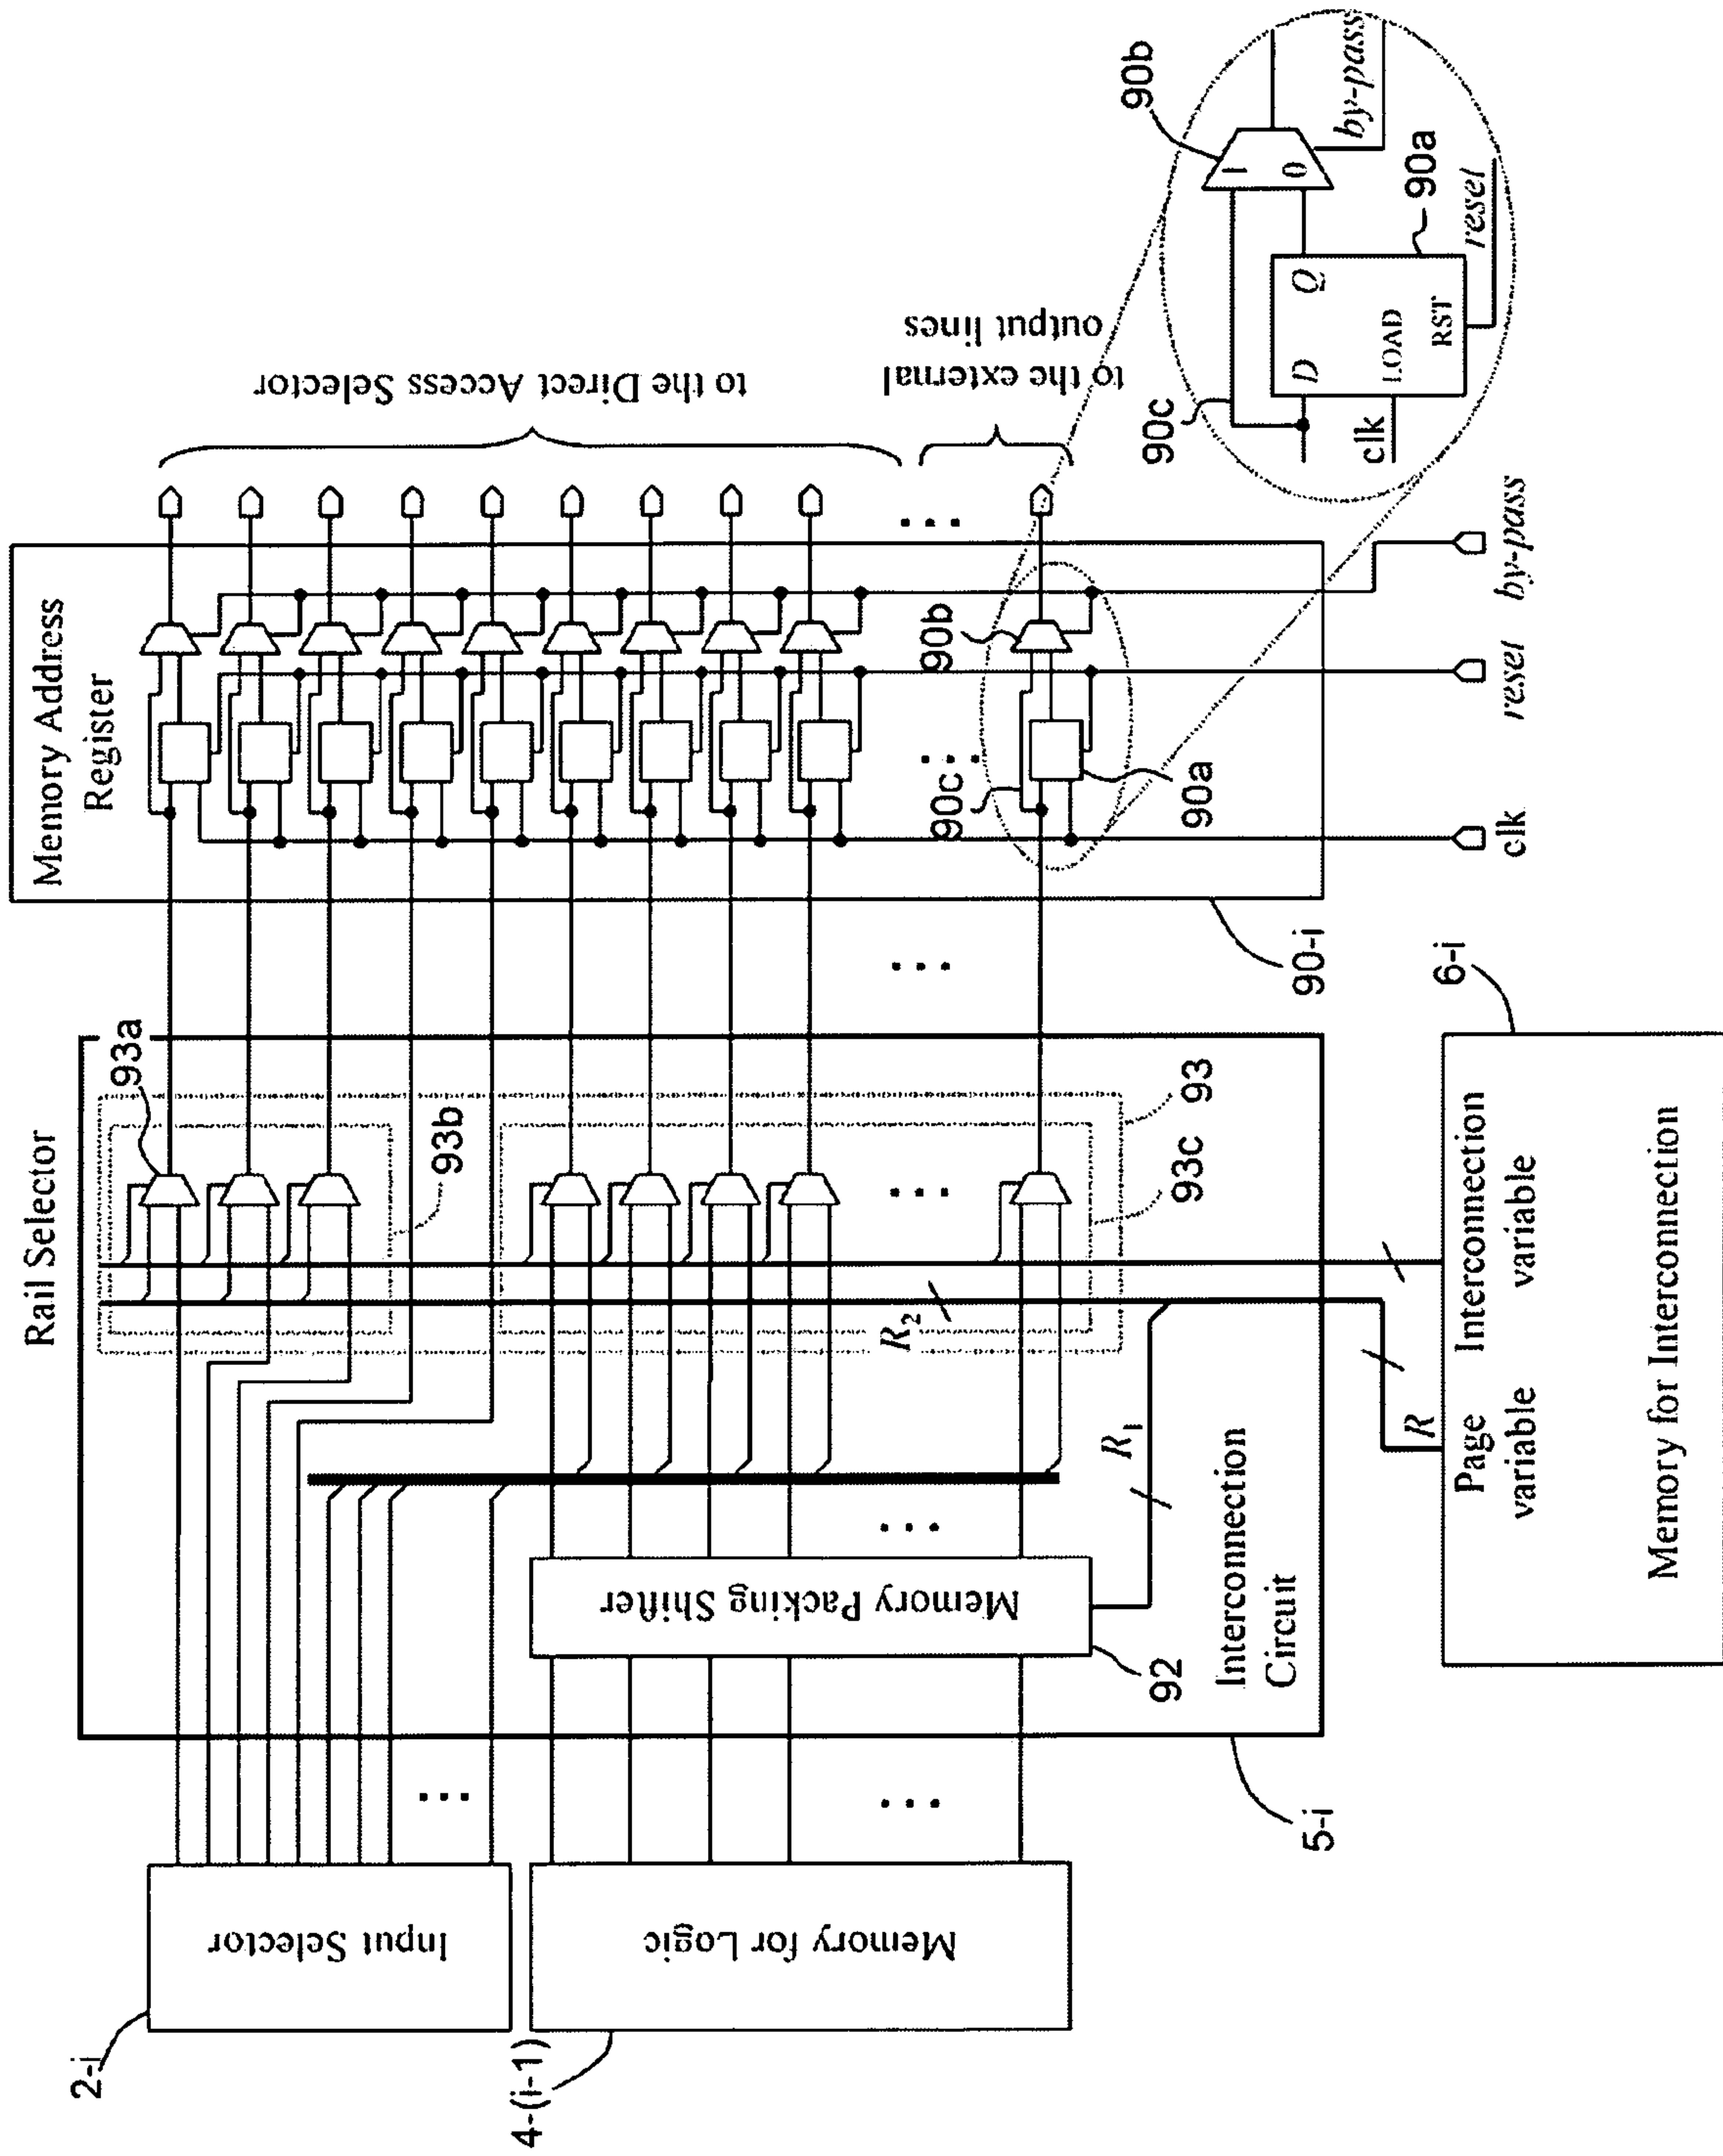 Rail Selector
Memory Address
Register
93a
93b
93
93c
R2
R1
R
2-i
Input Selector
4-(i-1)
Memory for Logic
Memory Packing Shifter
92
Interconnection
Circuit
5-i
6-i
Page
variable
Interconnection
variable
Memory for Interconnection
90-i
90c
90b
90a
clk
reset
by-pass
to the Direct Access Selector
to the external
output lines
90c
90b
90a
1
0
D
Q
LOAD
RST
clk
reset
by-pass
...
...
...
...
...
...
...